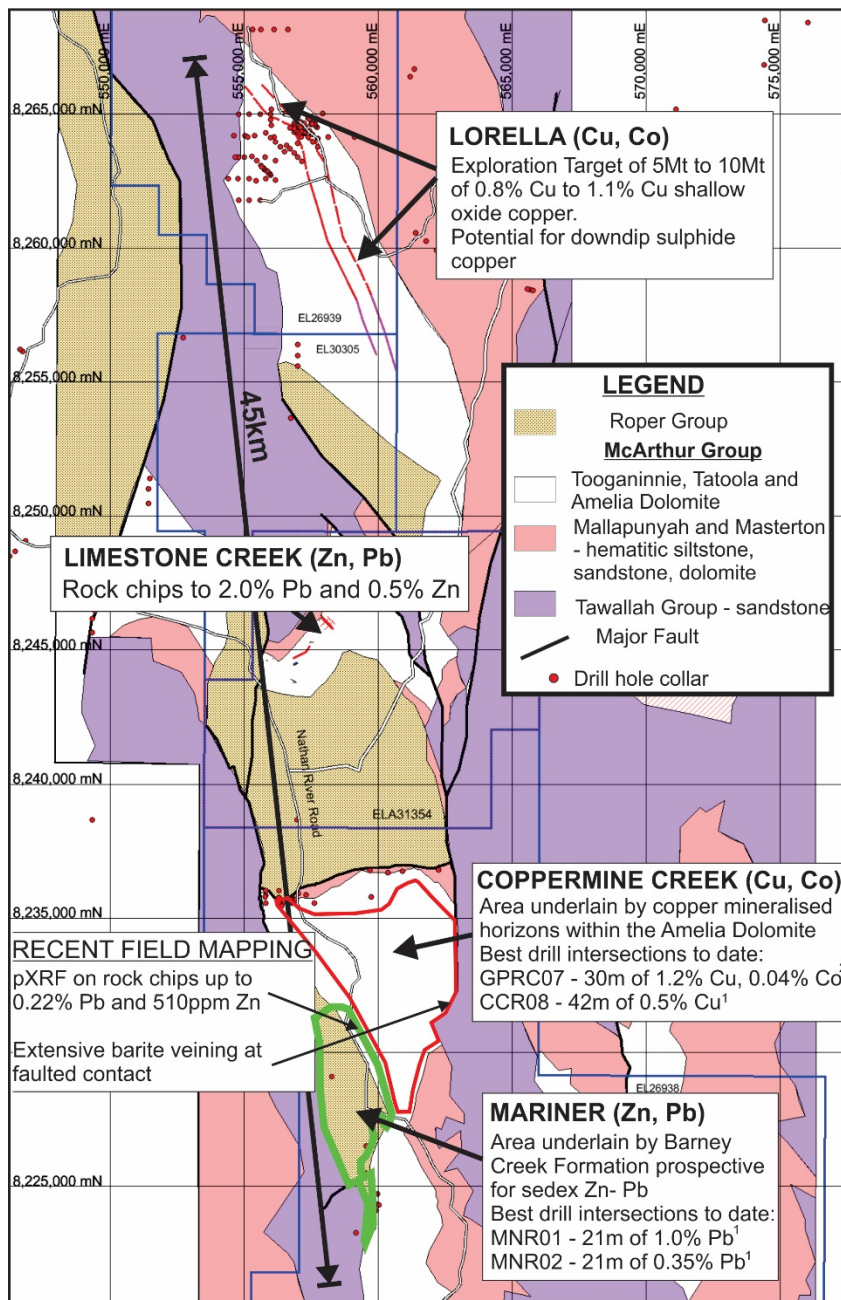 550,000 mE
555,000 mE
560,000 mE
565,000 mE
570,000 mE
575,000 mE
8,265,000 mN
LORELLA (Cu, Co)
Exploration Target of 5Mt to 10Mt
of 0.8% Cu to 1.1% Cu shallow
oxide copper.
Potential for downdip sulphide
copper
8,260,000 mN
EL26939
EL30305
8,255,000 mN
45km
LEGEND
Roper Group
McArthur Group
Tooganinnie, Tatoola and
Amelia Dolomite
Mallapunyah and Masterton
- hematitic siltstone,
sandstone, dolomite
Tawallah Group - sandstone
Major Fault
Drill hole collar
8,250,000 mN
LIMESTONE CREEK (Zn, Pb)
Rock chips to 2.0% Pb and 0.5% Zn
8,245,000 mN
8,240,000 mN
Nathan River Road
ELA31354
8,235,000 mN
COPPERMINE CREEK (Cu, Co)
Area underlain by copper mineralised
horizons within the Amelia Dolomite
Best drill intersections to date:
GPRC07 - 30m of 1.2% Cu, 0.04% Co¹
CCR08 - 42m of 0.5% Cu¹
RECENT FIELD MAPPING
pXRF on rock chips up to
0.22% Pb and 510ppm Zn
Extensive barite veining at
faulted contact
EL26938
MARINER (Zn, Pb)
Area underlain by Barney
Creek Formation prospective
for sedex Zn- Pb
Best drill intersections to date:
MNR01 - 21m of 1.0% Pb¹
MNR02 - 21m of 0.35% Pb¹
8,225,000 mN